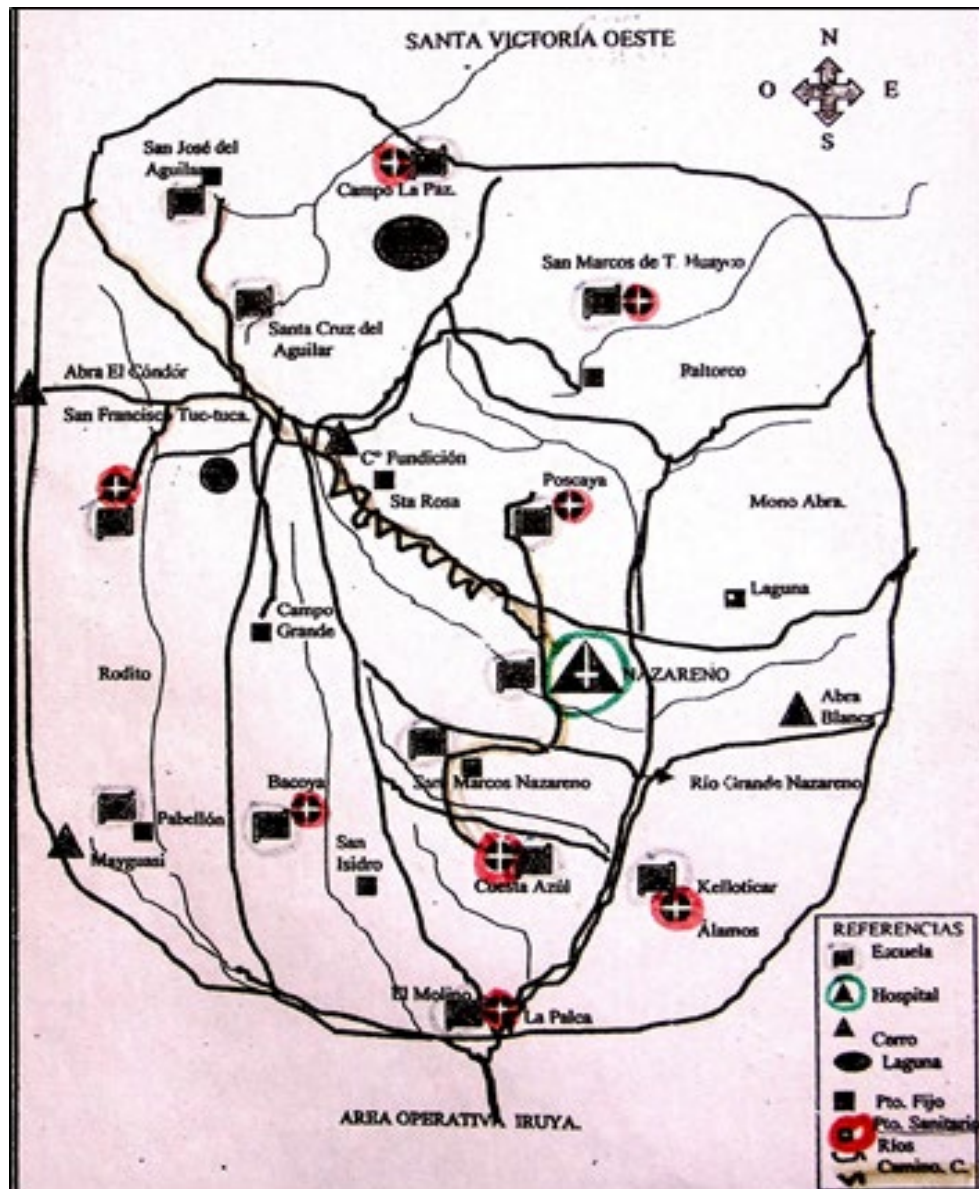 SANTA VICTORIA OESTE
N
O E
S
San José del
Aguilar
Campo La Paz.
San Marcos de T. Huayco
Santa Cruz del
Aguilar
Abra El Cóndór
Paltorco
San Francisco Tuc-tuca.
Cº Fundición
Sta Rosa
Poscaya
Mono Abra.
Laguna
Campo
Grande
Rodito
NAZARENO
Abra
Blanca
Bacoya
San Marcos Nazareno
Río Grande Nazareno
Pabellón
Mayguasi
San
Isidro
Cuesta Azúl
Kelloticar
Álamos
El Molino
La Palca
AREA OPERATIVA IRUYA.
REFERENCIAS
Escuela
Hospital
Cerro
Laguna
Pto. Fijo
Pto. Sanitario
Ríos
Camino. C.